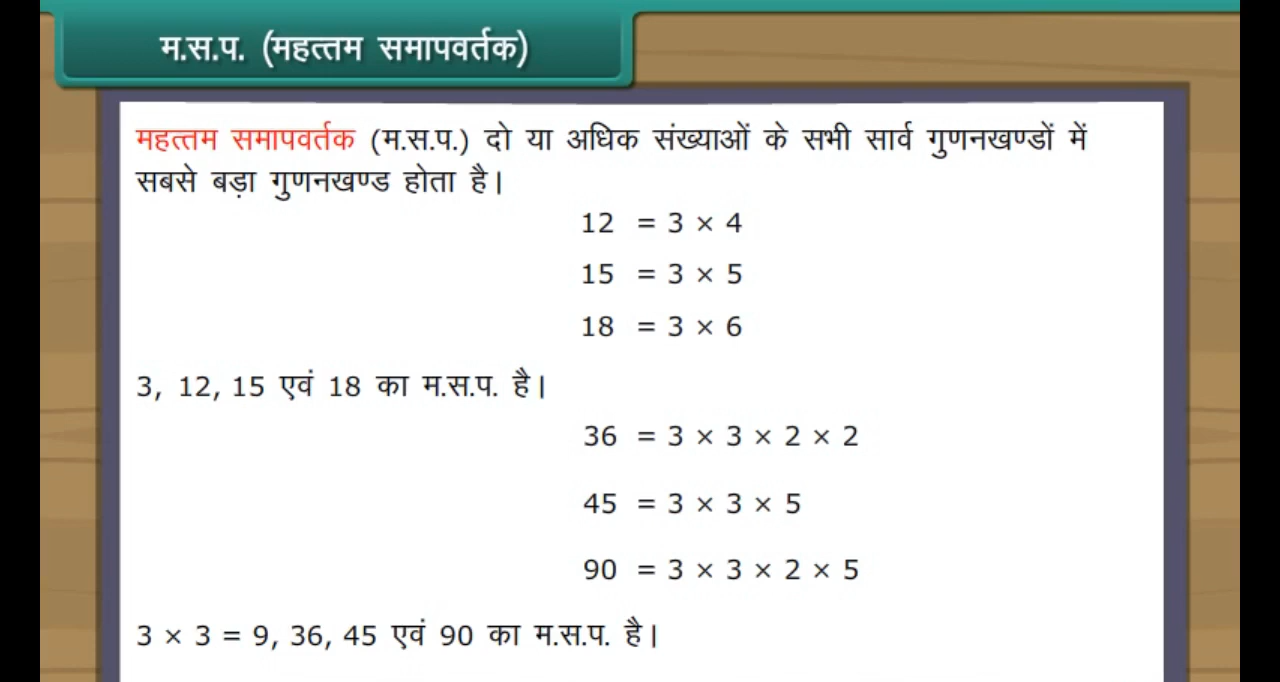 म.स.प. (महत्तम समापवर्तक)
महत्तम समापवर्तक (म.स.प.) दो या अधिक संख्याओं के सभी सार्व गुणनखण्डों में
सबसे बड़ा गुणनखण्ड होता है।
12 = 3 × 4
15 = 3 × 5
18 = 3 × 6
3, 12, 15 एवं 18 का म.स.प. है।
36 = 3 × 3 × 2 × 2
45 = 3 × 3 × 5
90 = 3 × 3 × 2 × 5
3 × 3 = 9, 36, 45 एवं 90 का म.स.प. है।